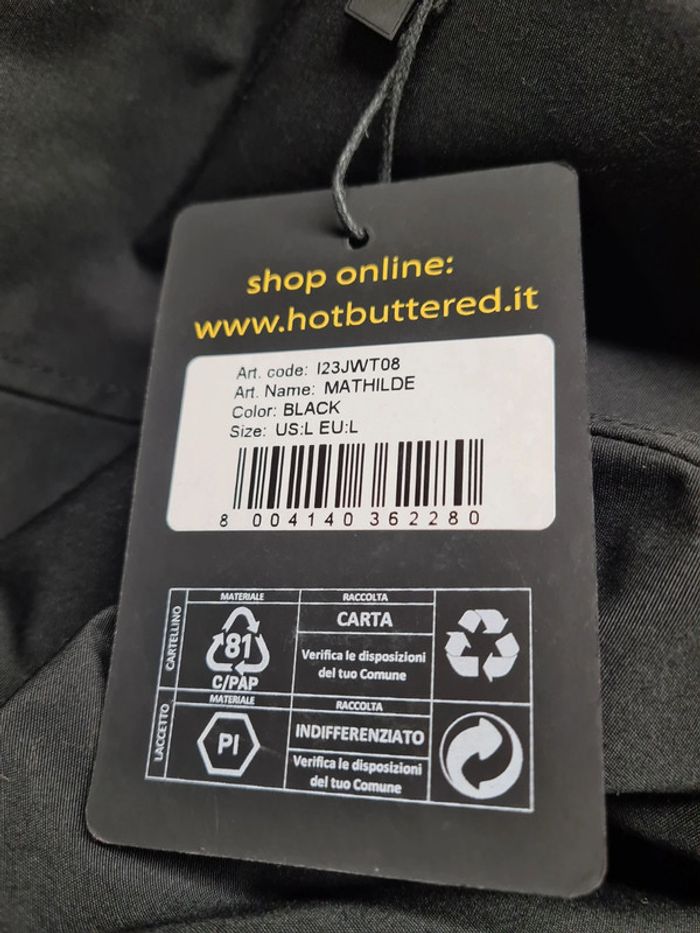 shop online:
www.hotbuttered.it
Art. code: I23JWT08
Art. Name: MATHILDE
Color: BLACK
Size: US:L EU:L
8 004140 362280
CARTELLINO
MATERIALE
81
C/PAP
RACCOLTA
CARTA
Verifica le disposizioni
del tuo Comune
LACCETTO
MATERIALE
PI
RACCOLTA
INDIFFERENZIATO
Verifica le disposizioni
del tuo Comune